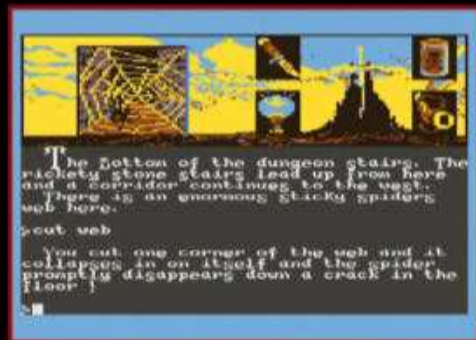 The Bottom of the dungeon stairs. The
rickety stone stairs lead up from here
and a corridor continues to the west.
There is an enormous sticky spiders
web here.
>cut web
You cut one corner of the web and it
collapses in on itself and the spider
promptly disappears down a crack in the
floor !
>